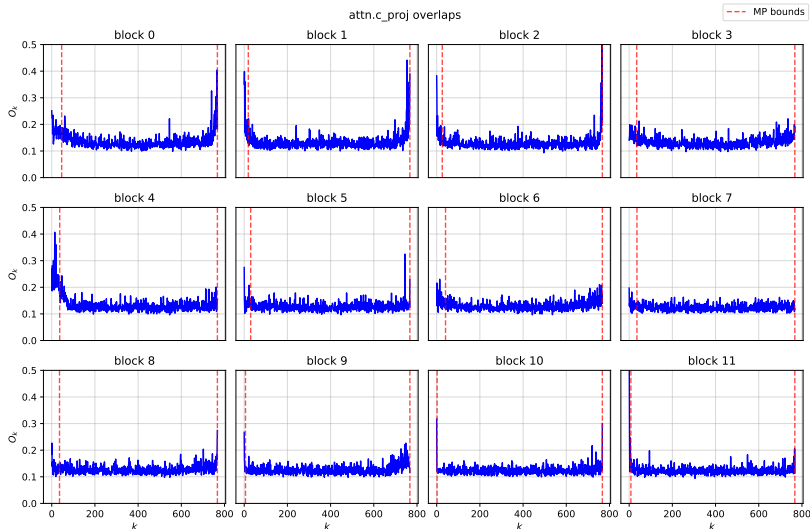 attn.c_proj overlaps
MP bounds
block 0
block 1
block 2
block 3
0.5
0.4
0.3
0.2
0.1
0.0
O_k
block 4
block 5
block 6
block 7
0.5
0.4
0.3
0.2
0.1
0.0
O_k
block 8
block 9
block 10
block 11
0.5
0.4
0.3
0.2
0.1
0.0
O_k
0 200 400 600 800 0 200 400 600 800 0 200 400 600 800 0 200 400 600 800
k k k k